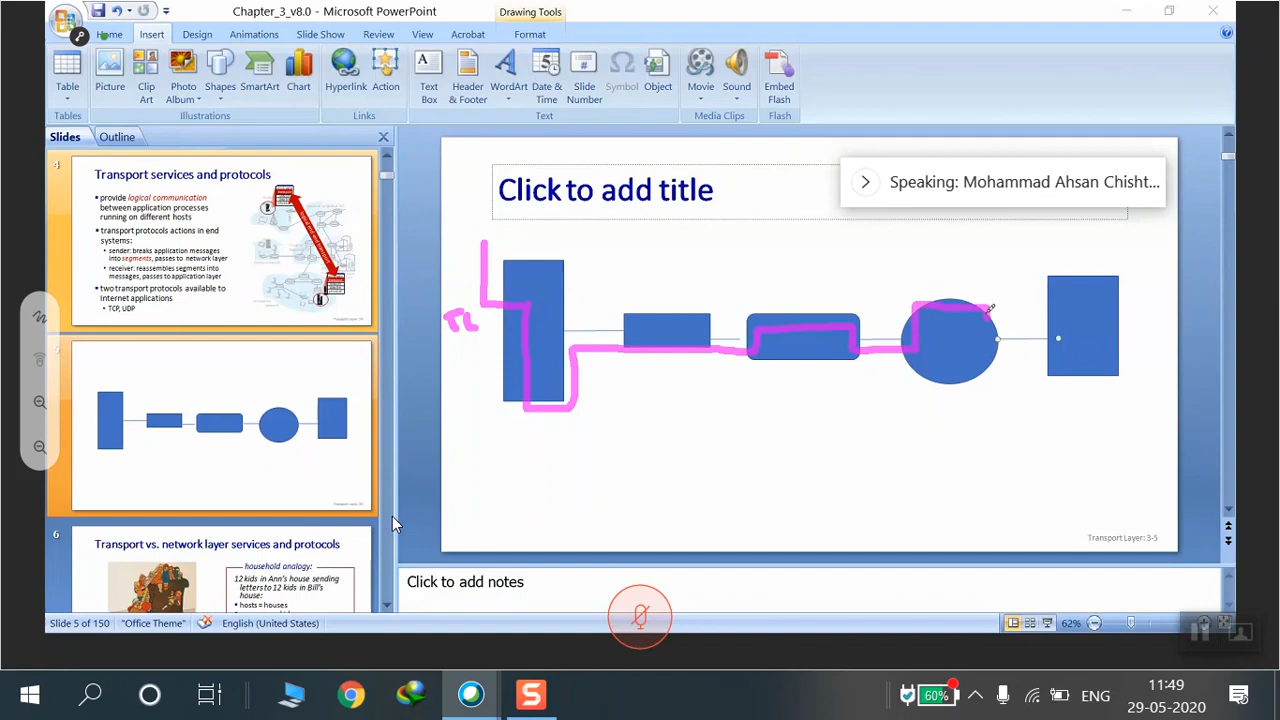 Chapter_3_v8.0 - Microsoft PowerPoint
Drawing Tools
Home Insert Design Animations Slide Show Review View Acrobat Format
Table
Picture
Clip Art
Photo Album
Shapes
SmartArt
Chart
Hyperlink
Action
Text Box
Header & Footer
WordArt
Date & Time
Slide Number
Symbol
Object
Movie
Sound
Embed Flash
Tables Illustrations Links Text Media Clips Flash
Slides Outline
4
Transport services and protocols
provide logical communication
between application processes
running on different hosts
transport protocols actions in end
systems:
sender: breaks application messages
into segments, passes to network layer
receiver: reassembles segments into
messages, passes to application layer
two transport protocols available to
Internet applications
TCP, UDP
5
6
Transport vs. network layer services and protocols
household analogy:
12 kids in Ann's house sending
letters to 12 kids in Bill's
house:
hosts = houses
Click to add title
Speaking: Mohammad Ahsan Chisht...
Transport Layer: 3-5
Click to add notes
Slide 5 of 150 "Office Theme" English (United States) 62%
60% ENG
11:49
29-05-2020